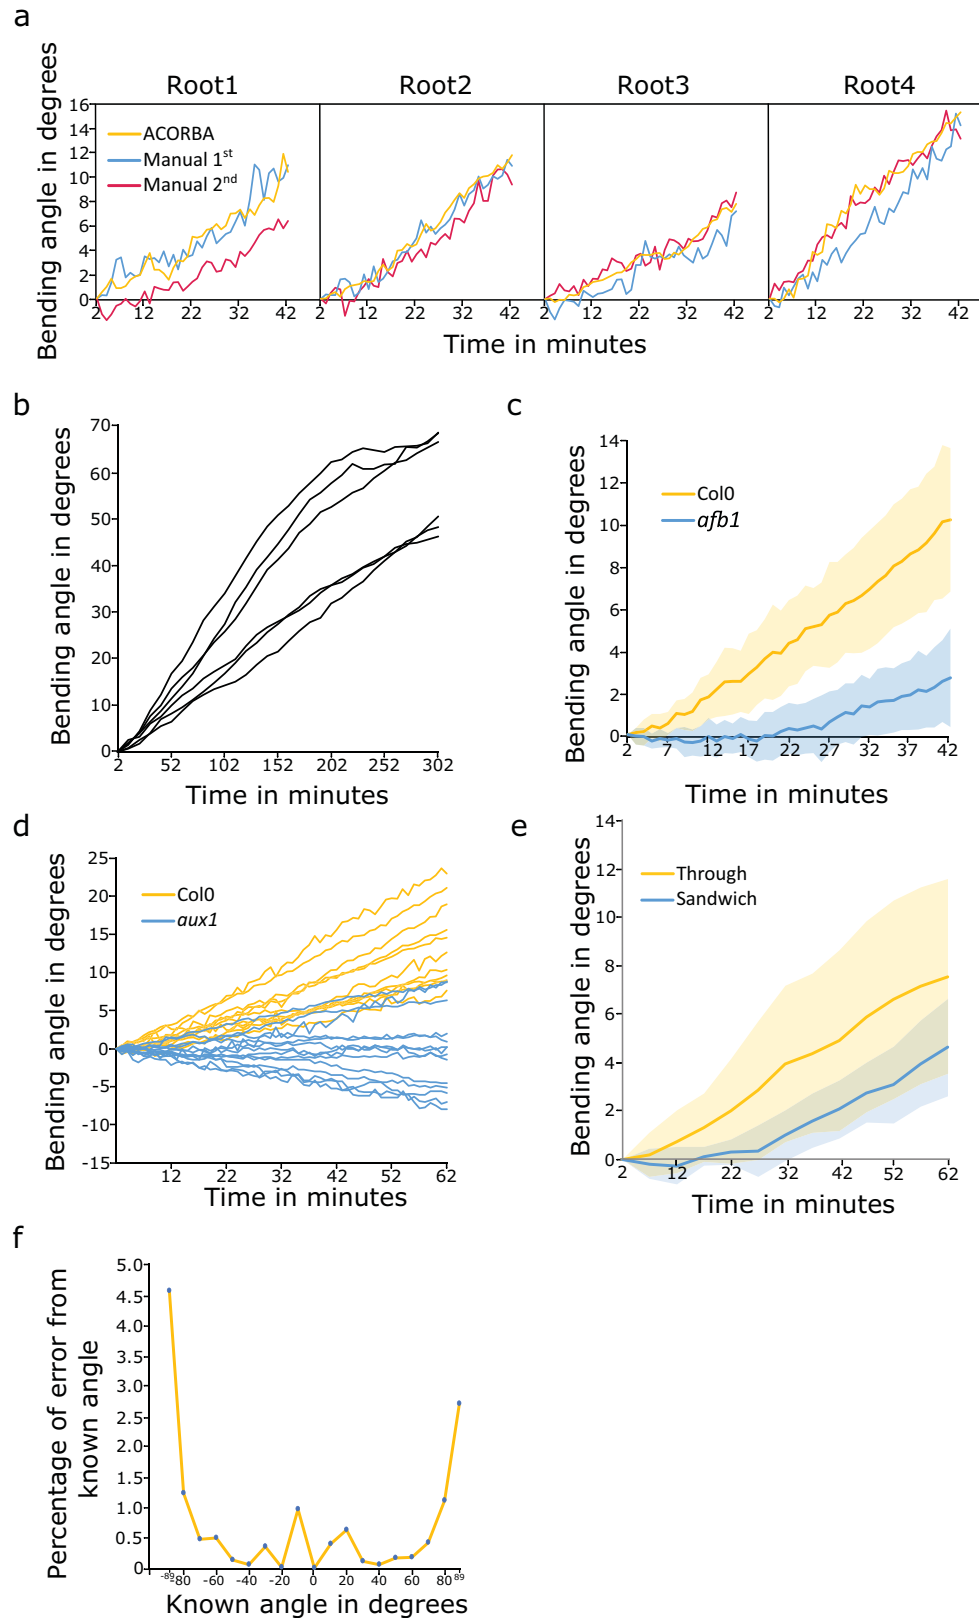 a
Root1 Root2 Root3 Root4
Bending angle in degrees
16
14
12
10
8
6
4
2
0
ACORBA
Manual 1st
Manual 2nd
2 12 22 32 42 2 12 22 32 42 2 12 22 32 42 2 12 22 32 42
Time in minutes
b
Bending angle in degrees
70
60
50
40
30
20
10
0
2 52 102 152 202 252 302
Time in minutes
c
Bending angle in degrees
14
12
10
8
6
4
2
0
Col0
afb1
2 7 12 17 22 27 32 37 42
Time in minutes
d
Bending angle in degrees
25
20
15
10
5
0
-5
-10
-15
Col0
aux1
12 22 32 42 52 62
Time in minutes
e
Bending angle in degrees
14
12
10
8
6
4
2
0
Through
Sandwich
2 12 22 32 42 52 62
Time in minutes
f
Percentage of error from
known angle
5.0
4.5
4.0
3.5
3.0
2.5
2.0
1.5
1.0
0.5
0
-89 -80 -60 -40 -20 0 20 40 60 80 89
Known angle in degrees